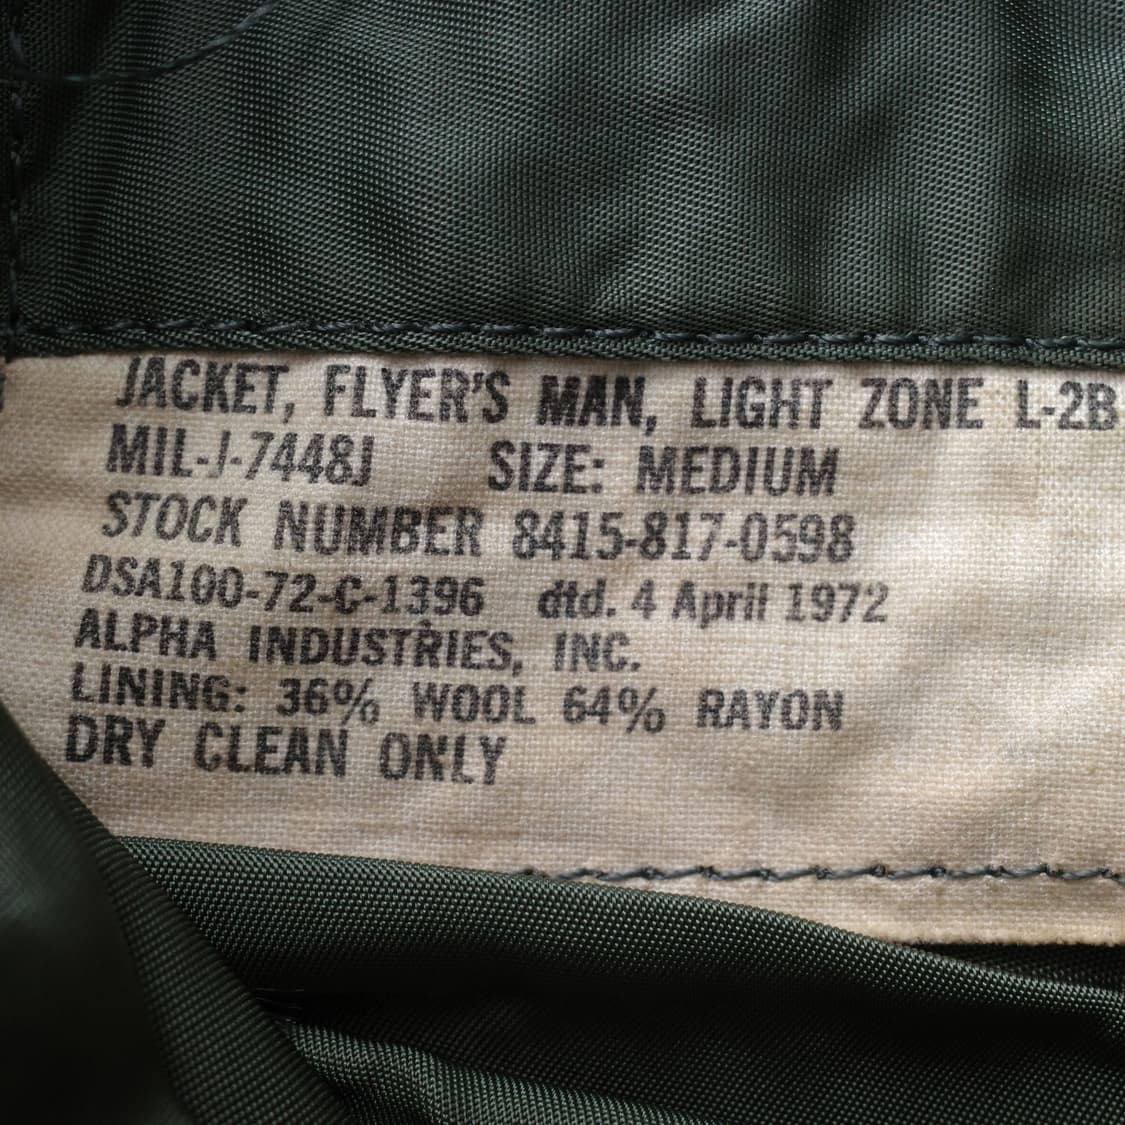 JACKET, FLYER'S MAN, LIGHT ZONE L-2B
MIL-J-7448J SIZE: MEDIUM
STOCK NUMBER 8415-817-0598
DSA100-72-C-1396 dtd. 4 April 1972
ALPHA INDUSTRIES, INC.
LINING: 36% WOOL 64% RAYON
DRY CLEAN ONLY